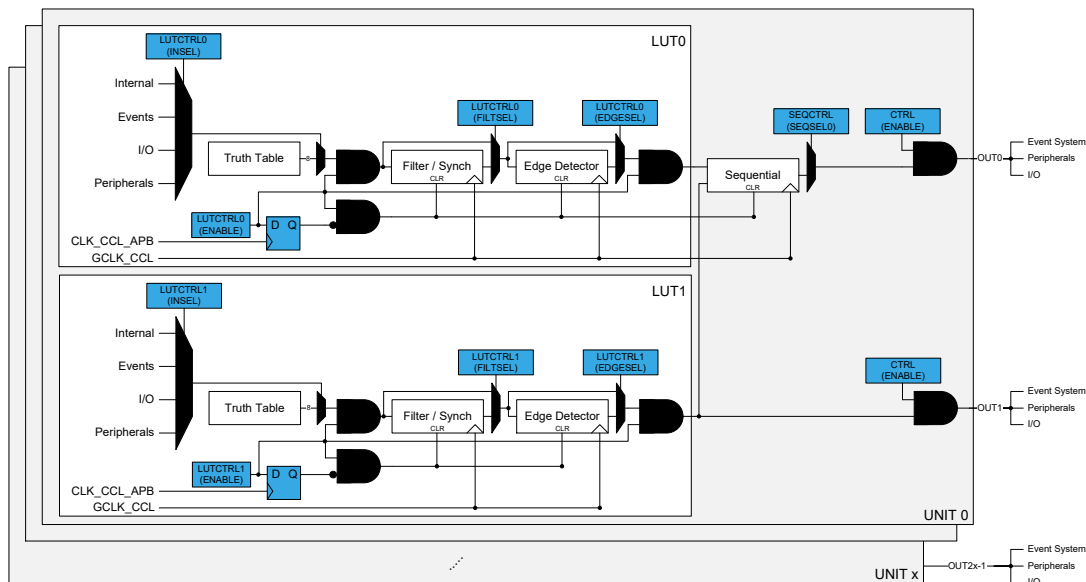 LUTCTRL0
(INSEL)
LUT0
Internal
Events
I/O
Peripherals
Truth Table
8
LUTCTRL0
(FILTSEL)
LUTCTRL0
(EDGESEL)
Filter / Synch
CLR
Edge Detector
CLR
SEQCTRL
(SEQSEL0)
CTRL
(ENABLE)
Sequential
CLR
OUT0
Event System
Peripherals
I/O
LUTCTRL0
(ENABLE)
D Q
CLK_CCL_APB
GCLK_CCL
LUTCTRL1
(INSEL)
LUT1
Internal
Events
I/O
Peripherals
Truth Table
8
LUTCTRL1
(FILTSEL)
LUTCTRL1
(EDGESEL)
Filter / Synch
CLR
Edge Detector
CLR
CTRL
(ENABLE)
OUT1
Event System
Peripherals
I/O
LUTCTRL1
(ENABLE)
D Q
CLK_CCL_APB
GCLK_CCL
UNIT 0
UNIT x
OUT2x-1
Event System
Peripherals
I/O